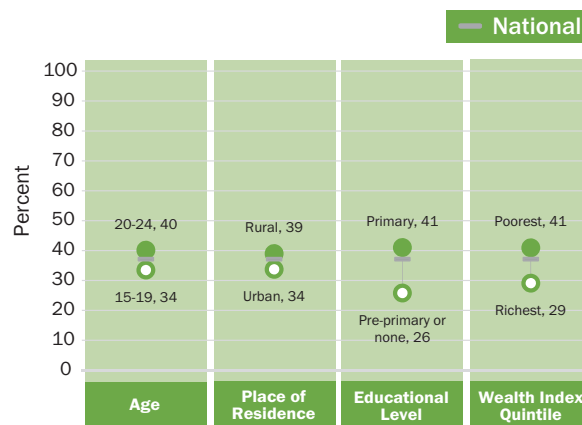 National
Percent
100
90
80
70
60
50
40
30
20
10
0
20-24, 40
15-19, 34
Rural, 39
Urban, 34
Primary, 41
Pre-primary or
none, 26
Poorest, 41
Richest, 29
Age
Place of
Residence
Educational
Level
Wealth Index
Quintile